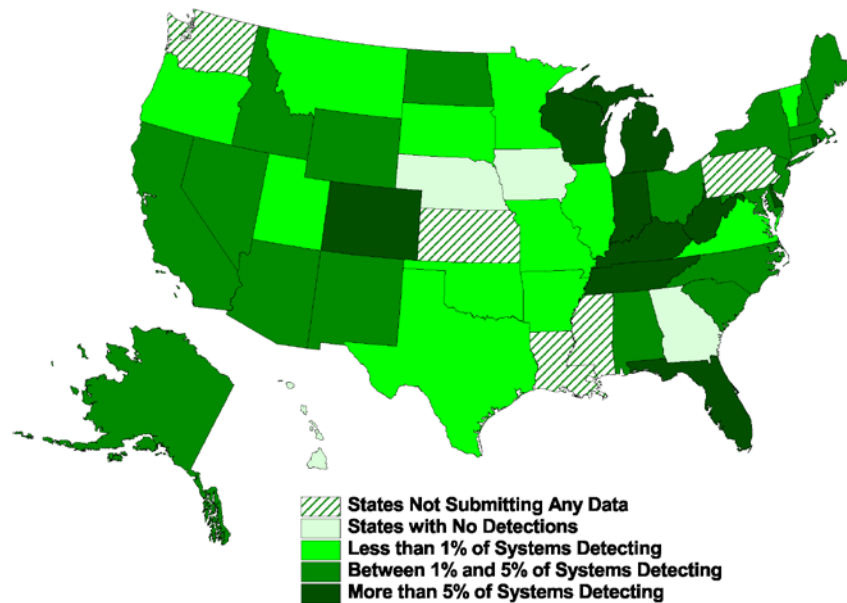 States Not Submitting Any Data
States with No Detections
Less than 1% of Systems Detecting
Between 1% and 5% of Systems Detecting
More than 5% of Systems Detecting